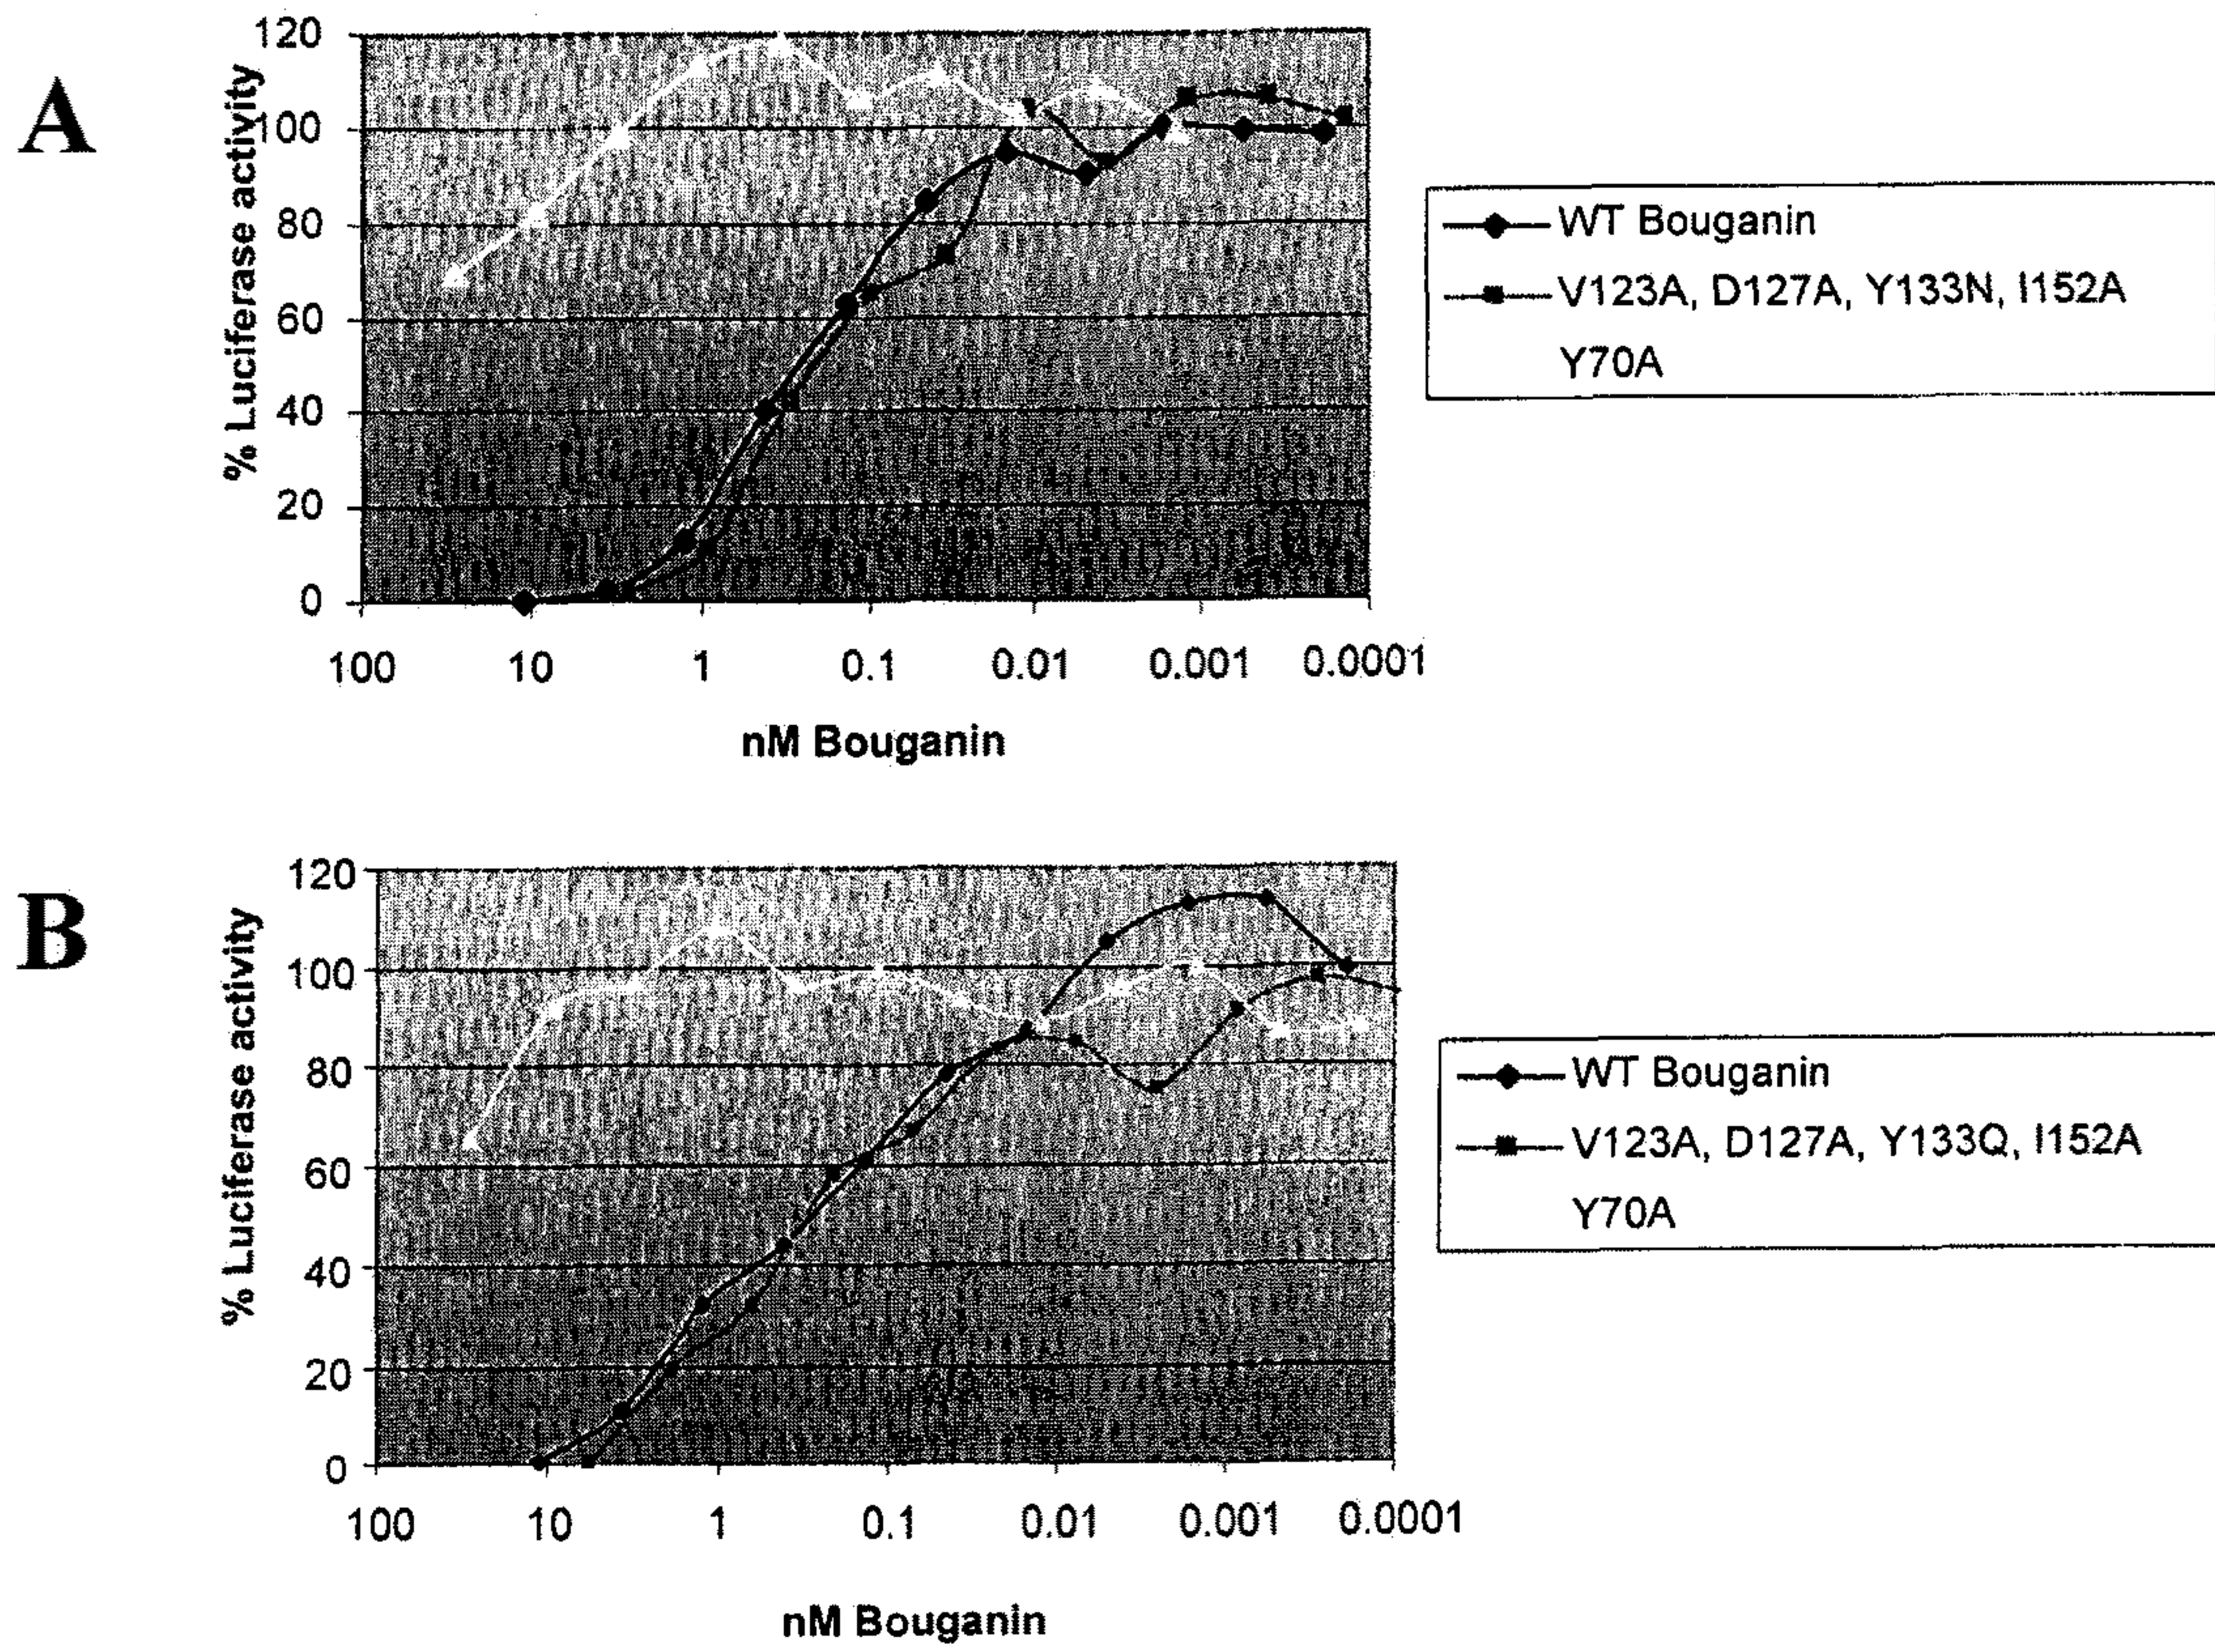 A
120
100
80
60
40
20
0
% Luciferase activity
100 10 1 0.1 0.01 0.001 0.0001
nM Bouganin
WT Bouganin
V123A, D127A, Y133N, I152A
Y70A
B
120
100
80
60
40
20
0
% Luciferase activity
100 10 1 0.1 0.01 0.001 0.0001
nM Bouganin
WT Bouganin
V123A, D127A, Y133Q, I152A
Y70A